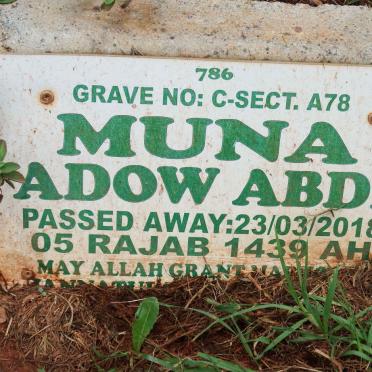 786
GRAVE NO: C-SECT. A78
MUNA
ADOW ABD
PASSED AWAY:23/03/2018
05 RAJAB 1439 AH
MAY ALLAH GRANT